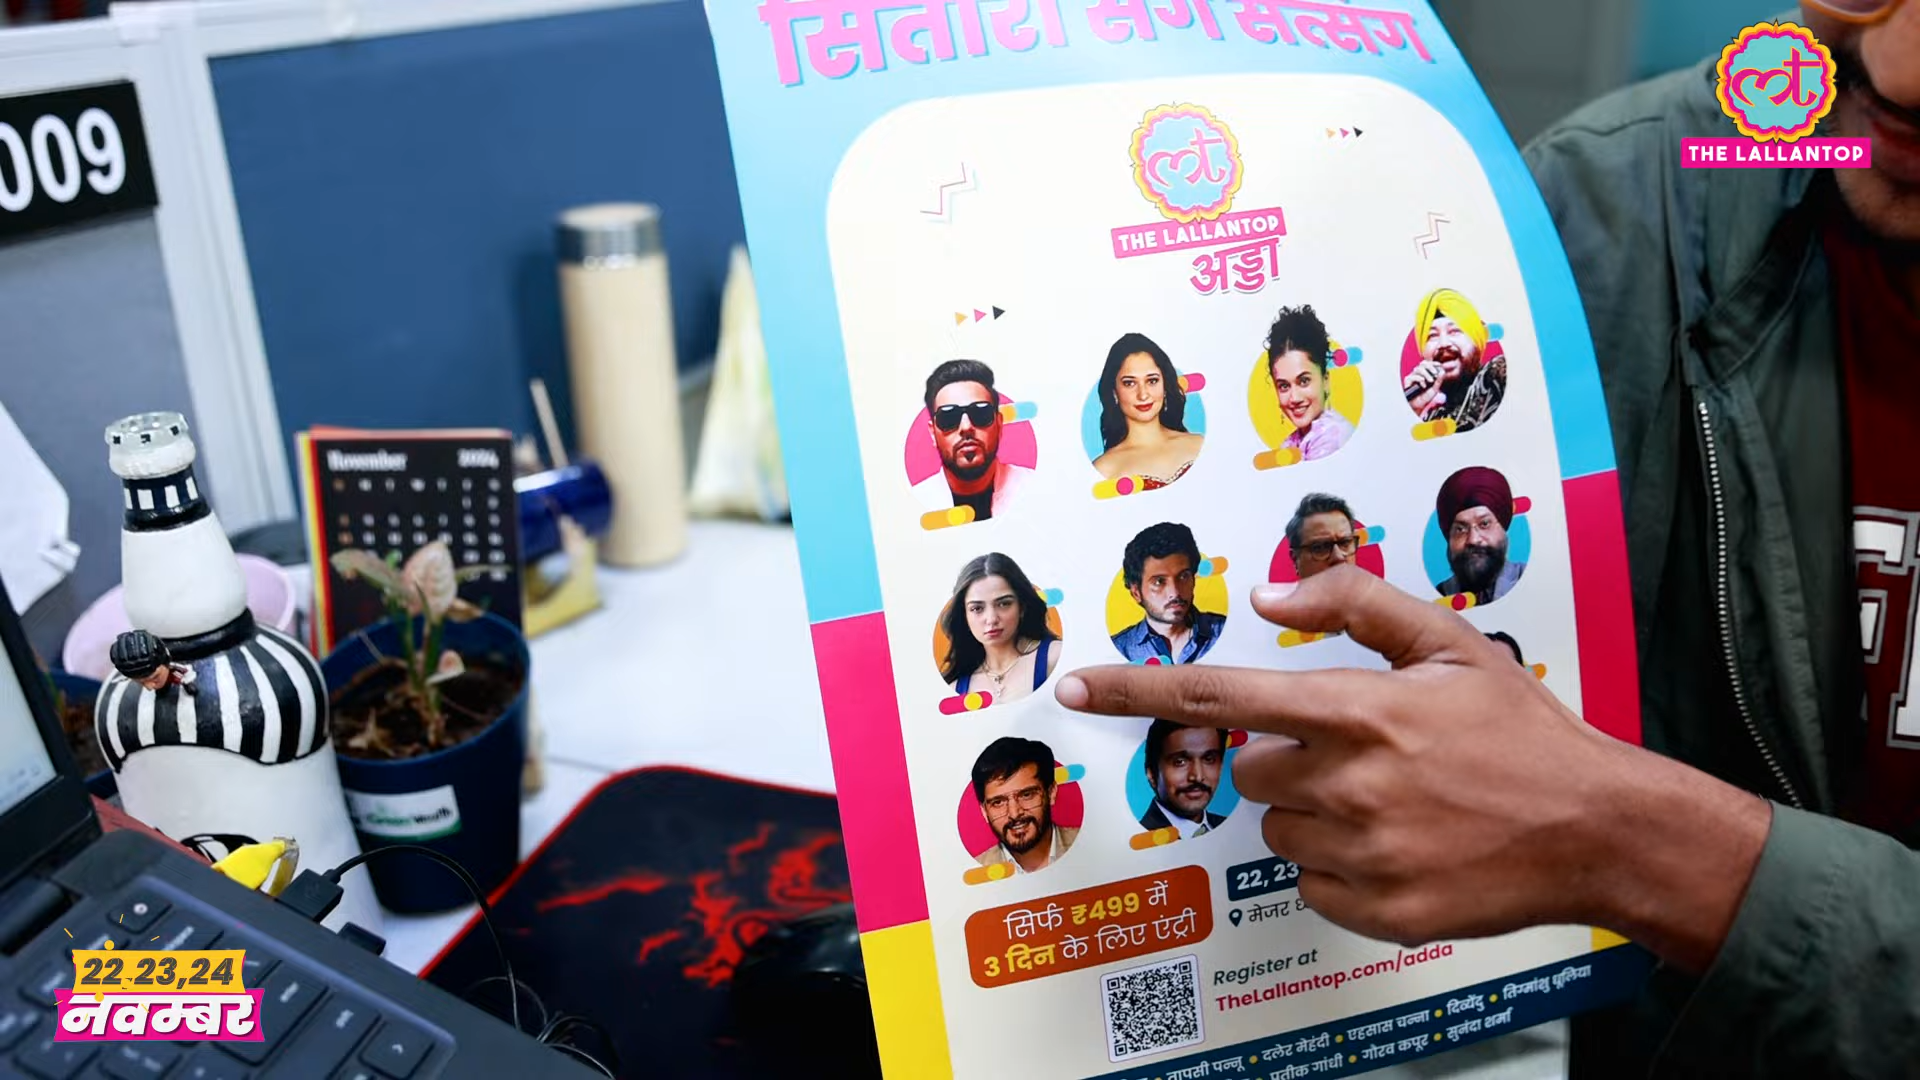 सितारों संग सत्संग
THE LALLANTOP
THE LALLANTOP
अड्डा
009
November 2024
सिर्फ ₹499 में
3 दिन के लिए एंट्री
22, 23
मेजर
Register at
TheLallantop.com/adda
तापसी पन्नू • दलेर मेहंदी • एहसास चन्ना • दिव्येंदु • तिग्मांशु धूलिया
प्रतीक गांधी • गौरव कपूर • सुनंदा शर्मा
22,23,24
नवम्बर